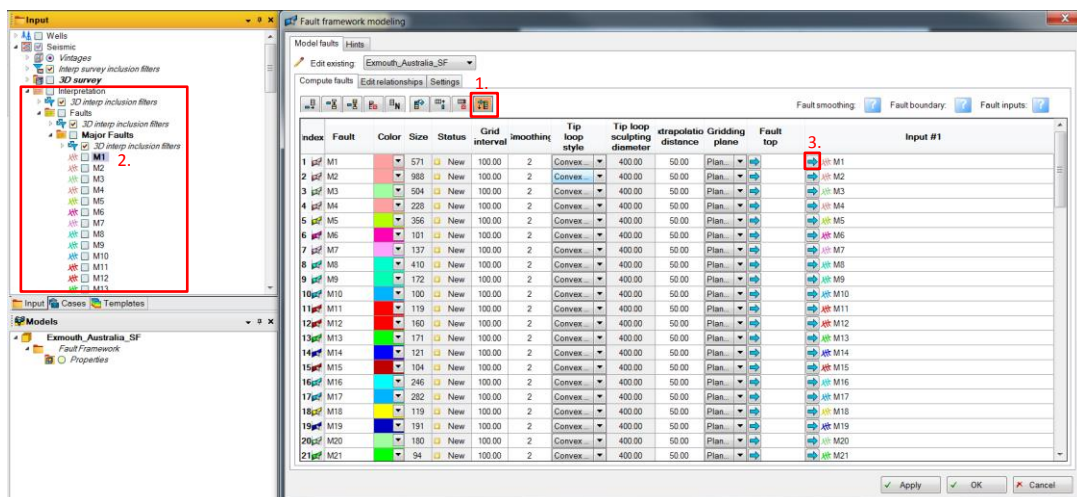 Input
Wells
Seismic
Vintages
Interp survey inclusion filters
3D survey
Interpretation
3D interp inclusion filters
Faults
3D interp inclusion filters
Major Faults
3D interp inclusion filters
M1
2.
M2
M3
M4
M5
M6
M7
M8
M9
M10
M11
M12
M13
Input Cases Templates
Models
Exmouth_Australia_SF
Fault Framework
Properties
Fault framework modeling
Model faults Hints
Edit existing: Exmouth_Australia_SF
Compute faults Edit relationships Settings
1.
Fault smoothing: ? Fault boundary: ? Fault inputs: ?
Index Fault Color Size Status Grid interval Smoothing Tip loop style Tip loop sculpting diameter xtrapolatio distance Gridding plane Fault top Input #1
3.
1 M1 571 New 100.00 2 Convex... 400.00 50.00 Plan... M1
2 M2 988 New 100.00 2 Convex... 400.00 50.00 Plan... M2
3 M3 504 New 100.00 2 Convex... 400.00 50.00 Plan... M3
4 M4 228 New 100.00 2 Convex... 400.00 50.00 Plan... M4
5 M5 356 New 100.00 2 Convex... 400.00 50.00 Plan... M5
6 M6 101 New 100.00 2 Convex... 400.00 50.00 Plan... M6
7 M7 137 New 100.00 2 Convex... 400.00 50.00 Plan... M7
8 M8 410 New 100.00 2 Convex... 400.00 50.00 Plan... M8
9 M9 172 New 100.00 2 Convex... 400.00 50.00 Plan... M9
10 M10 100 New 100.00 2 Convex... 400.00 50.00 Plan... M10
11 M11 119 New 100.00 2 Convex... 400.00 50.00 Plan... M11
12 M12 160 New 100.00 2 Convex... 400.00 50.00 Plan... M12
13 M13 171 New 100.00 2 Convex... 400.00 50.00 Plan... M13
14 M14 121 New 100.00 2 Convex... 400.00 50.00 Plan... M14
15 M15 104 New 100.00 2 Convex... 400.00 50.00 Plan... M15
16 M16 246 New 100.00 2 Convex... 400.00 50.00 Plan... M16
17 M17 282 New 100.00 2 Convex... 400.00 50.00 Plan... M17
18 M18 119 New 100.00 2 Convex... 400.00 50.00 Plan... M18
19 M19 191 New 100.00 2 Convex... 400.00 50.00 Plan... M19
20 M20 180 New 100.00 2 Convex... 400.00 50.00 Plan... M20
21 M21 94 New 100.00 2 Convex... 400.00 50.00 Plan... M21
Apply OK Cancel